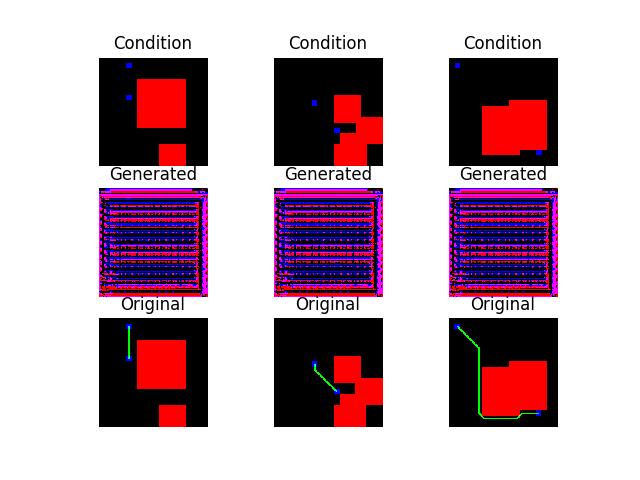 Condition Condition Condition
Generated Generated Generated
Original Original Original